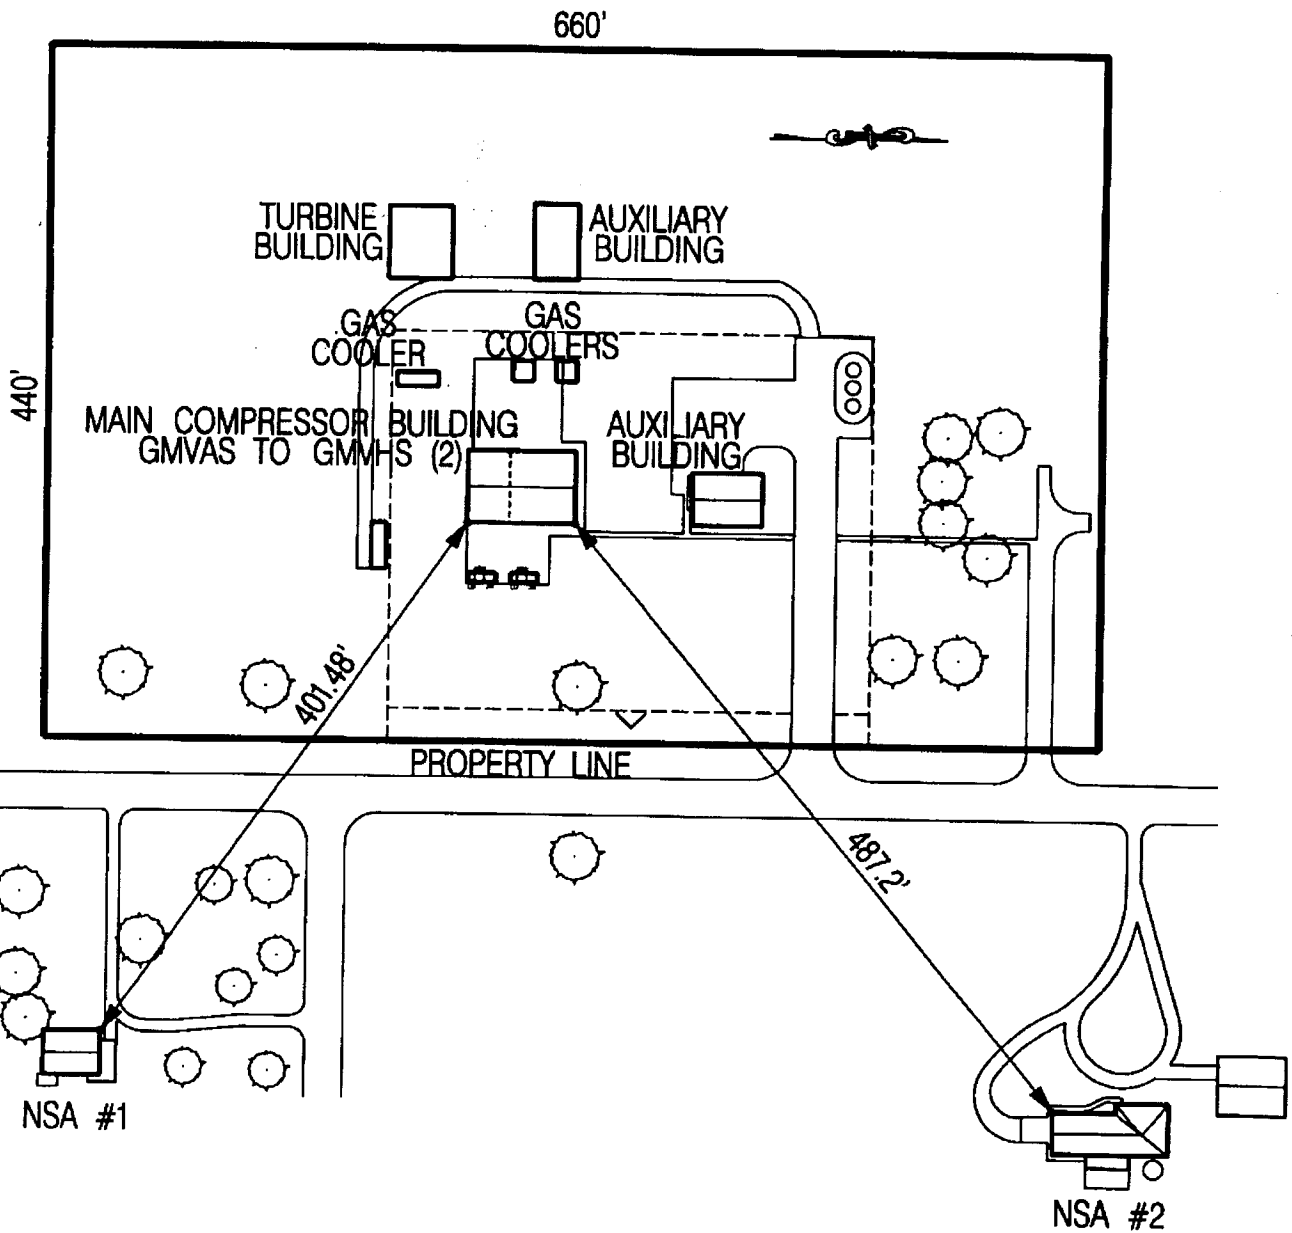 660'
TURBINE
BUILDING
AUXILIARY
BUILDING
GAS
COOLER
GAS
COOLERS
440'
MAIN COMPRESSOR BUILDING
GMVAS TO GMVHS (2)
AUXILIARY
BUILDING
401.48'
PROPERTY LINE
487.2'
NSA #1
NSA #2